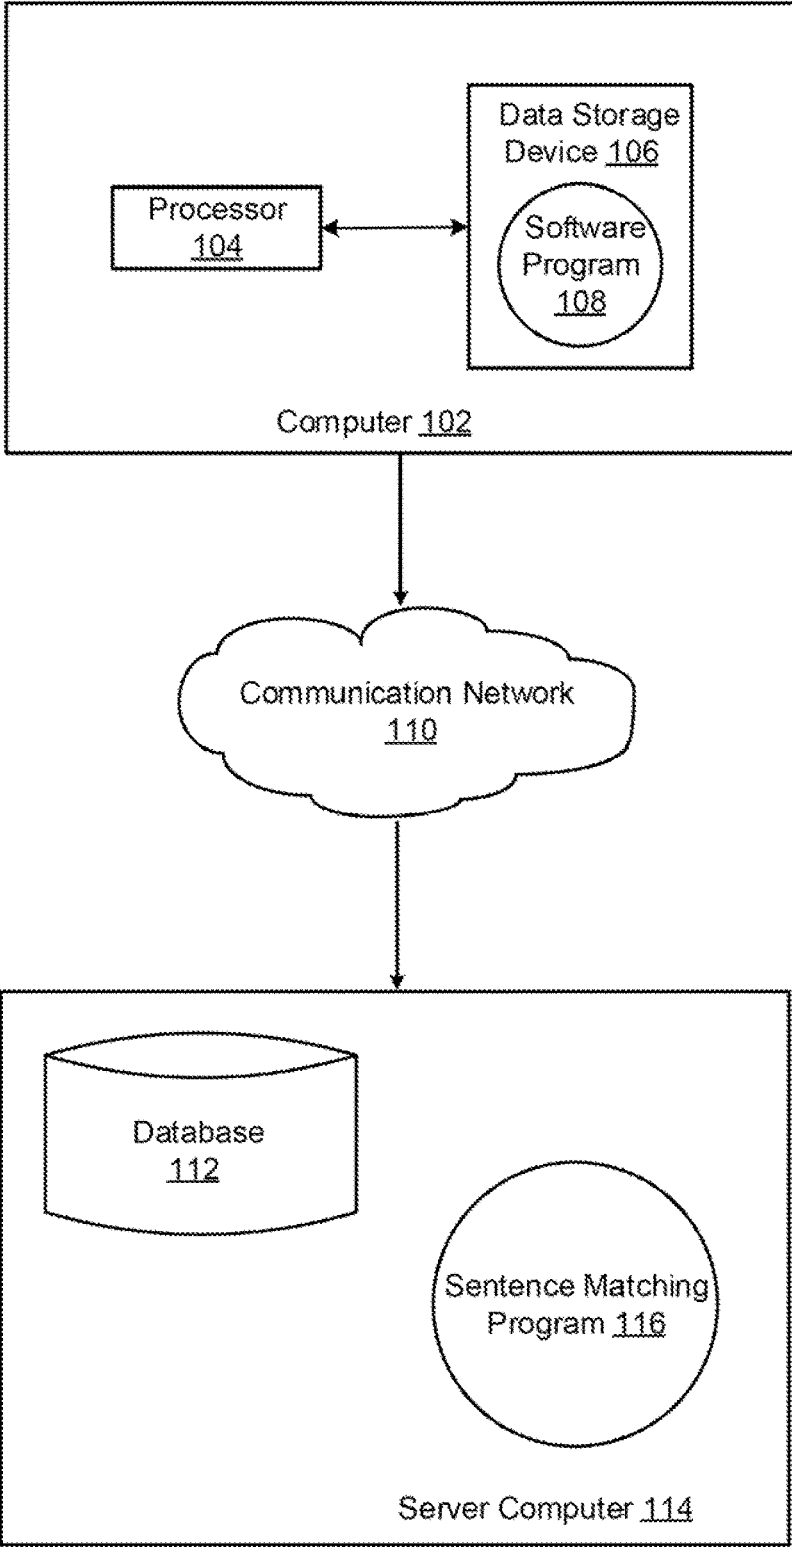 Data Storage
Device 106
Processor
104
Software
Program
108
Computer 102
Communication Network
110
Database
112
Sentence Matching
Program 116
Server Computer 114